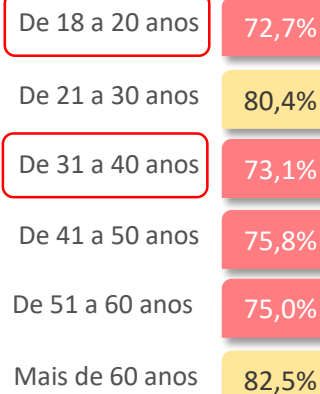 De 18 a 20 anos 72,7%
De 21 a 30 anos 80,4%
De 31 a 40 anos 73,1%
De 41 a 50 anos 75,8%
De 51 a 60 anos 75,0%
Mais de 60 anos 82,5%